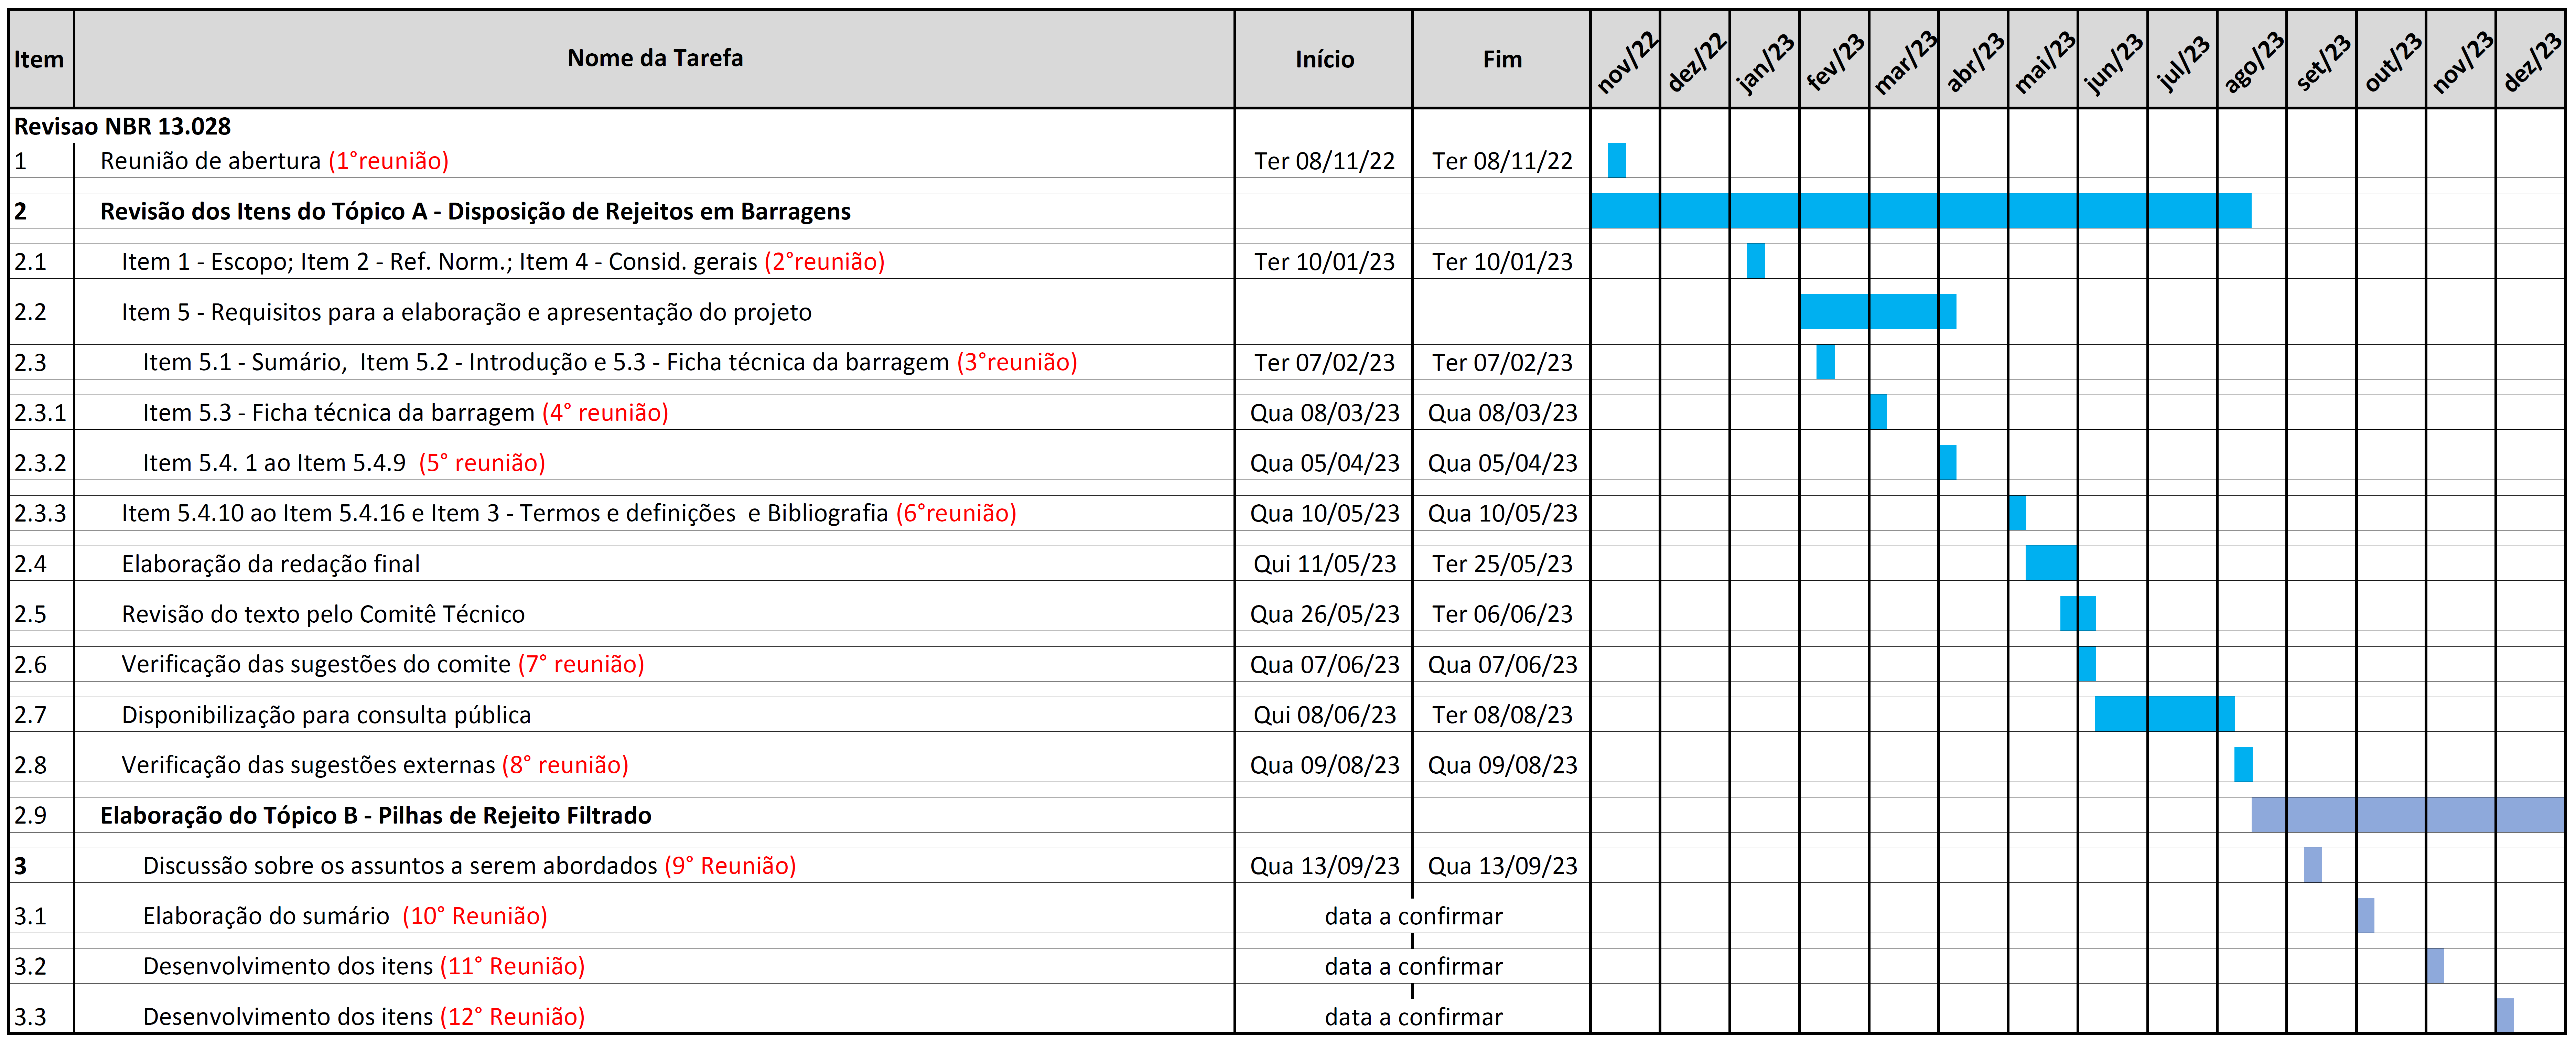 Item Nome da Tarefa Início Fim nov/22 dez/22 jan/23 fev/23 mar/23 abr/23 mai/23 jun/23 jul/23 ago/23 set/23 out/23 nov/23 dez/23
Revisao NBR 13.028
1 Reunião de abertura (1°reunião) Ter 08/11/22 Ter 08/11/22
2 Revisão dos Itens do Tópico A - Disposição de Rejeitos em Barragens
2.1 Item 1 - Escopo; Item 2 - Ref. Norm.; Item 4 - Consid. gerais (2°reunião) Ter 10/01/23 Ter 10/01/23
2.2 Item 5 - Requisitos para a elaboração e apresentação do projeto
2.3 Item 5.1 - Sumário, Item 5.2 - Introdução e 5.3 - Ficha técnica da barragem (3°reunião) Ter 07/02/23 Ter 07/02/23
2.3.1 Item 5.3 - Ficha técnica da barragem (4° reunião) Qua 08/03/23 Qua 08/03/23
2.3.2 Item 5.4. 1 ao Item 5.4.9 (5° reunião) Qua 05/04/23 Qua 05/04/23
2.3.3 Item 5.4.10 ao Item 5.4.16 e Item 3 - Termos e definições e Bibliografia (6°reunião) Qua 10/05/23 Qua 10/05/23
2.4 Elaboração da redação final Qui 11/05/23 Ter 25/05/23
2.5 Revisão do texto pelo Comitê Técnico Qua 26/05/23 Ter 06/06/23
2.6 Verificação das sugestões do comite (7° reunião) Qua 07/06/23 Qua 07/06/23
2.7 Disponibilização para consulta pública Qui 08/06/23 Ter 08/08/23
2.8 Verificação das sugestões externas (8° reunião) Qua 09/08/23 Qua 09/08/23
2.9 Elaboração do Tópico B - Pilhas de Rejeito Filtrado
3 Discussão sobre os assuntos a serem abordados (9° Reunião) Qua 13/09/23 Qua 13/09/23
3.1 Elaboração do sumário (10° Reunião) data a confirmar
3.2 Desenvolvimento dos itens (11° Reunião) data a confirmar
3.3 Desenvolvimento dos itens (12° Reunião) data a confirmar